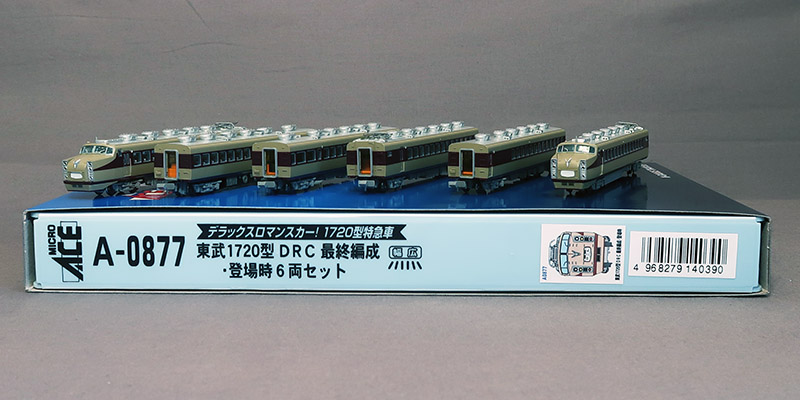 MICRO ACE
A-0877
デラックスロマンスカー! 1720型特急車
東武1720型 DRC 最終編成
・登場時6両セット
A0877
4 968279 140390